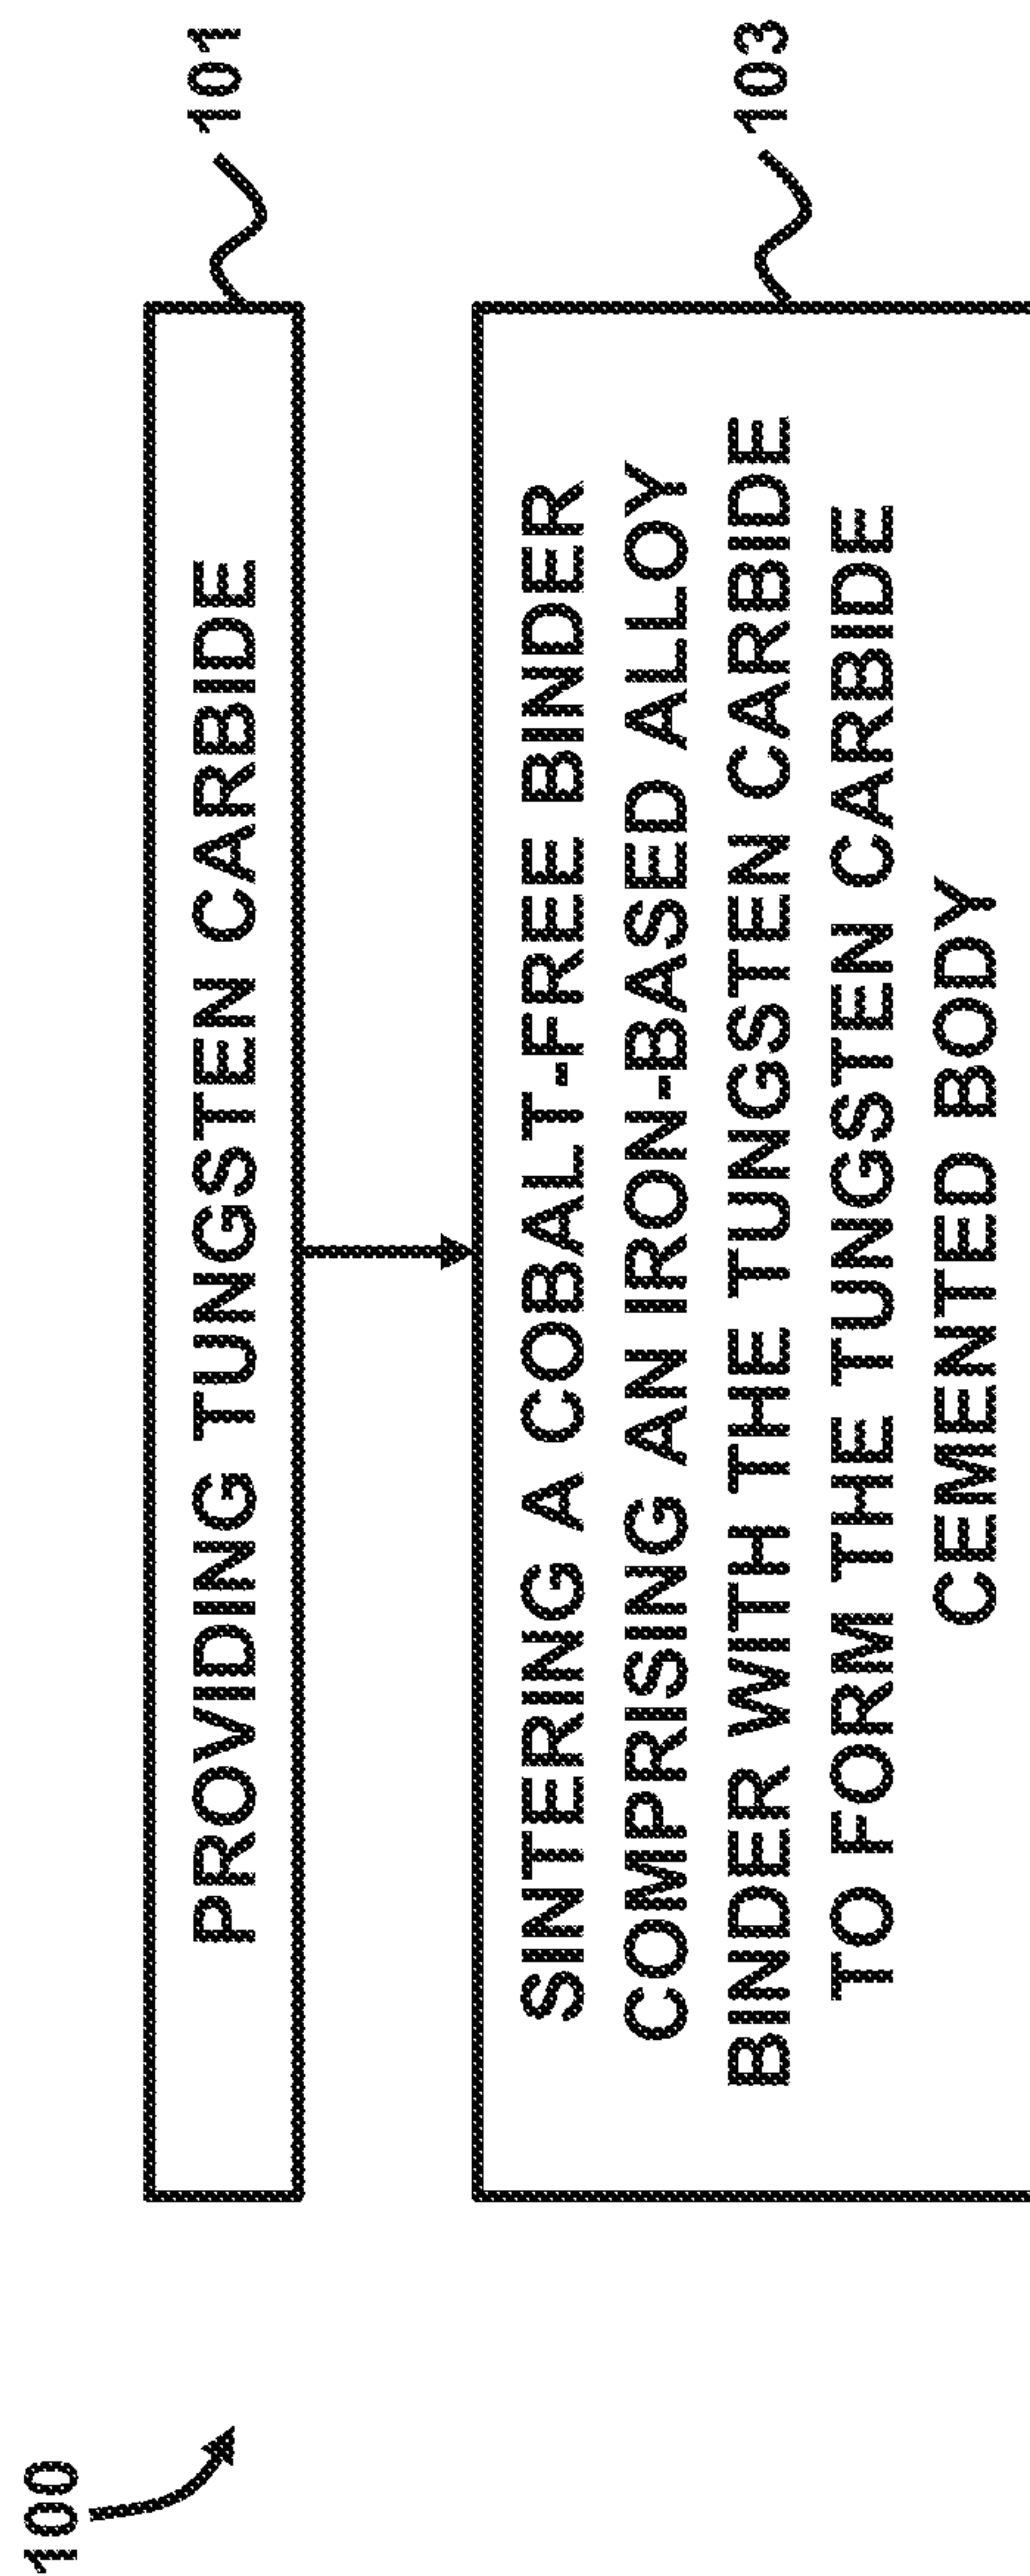 100
PROVIDING TUNGSTEN CARBIDE
101
SINTERING A COBALT-FREE BINDER
COMPRISING AN IRON-BASED ALLOY
BINDER WITH THE TUNGSTEN CARBIDE
TO FORM THE TUNGSTEN CARBIDE
CEMENTED BODY
103